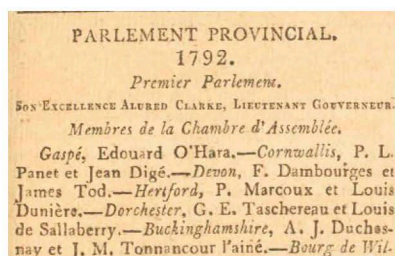 PARLEMENT PROVINCIAL.
1792.
Premier Parlement.
SON EXCELLENCE ALURED CLARKE, LIEUTENANT GOUVERNEUR.
Membres de la Chambre d'Assemblée.
Gaspé, Edouard O'Hara.—Cornwallis, P. L.
Panet et Jean Digé.—Devon, F. Dambourges et
James Tod.—Hertford, P. Marcoux et Louis
Dunière.—Dorchester, G. E. Taschereau et Louis
de Sallaberry.—Buckinghamshire, A. J. Duches-
nay et J. M. Tonnancour l'ainé.—Bourg de Wil-